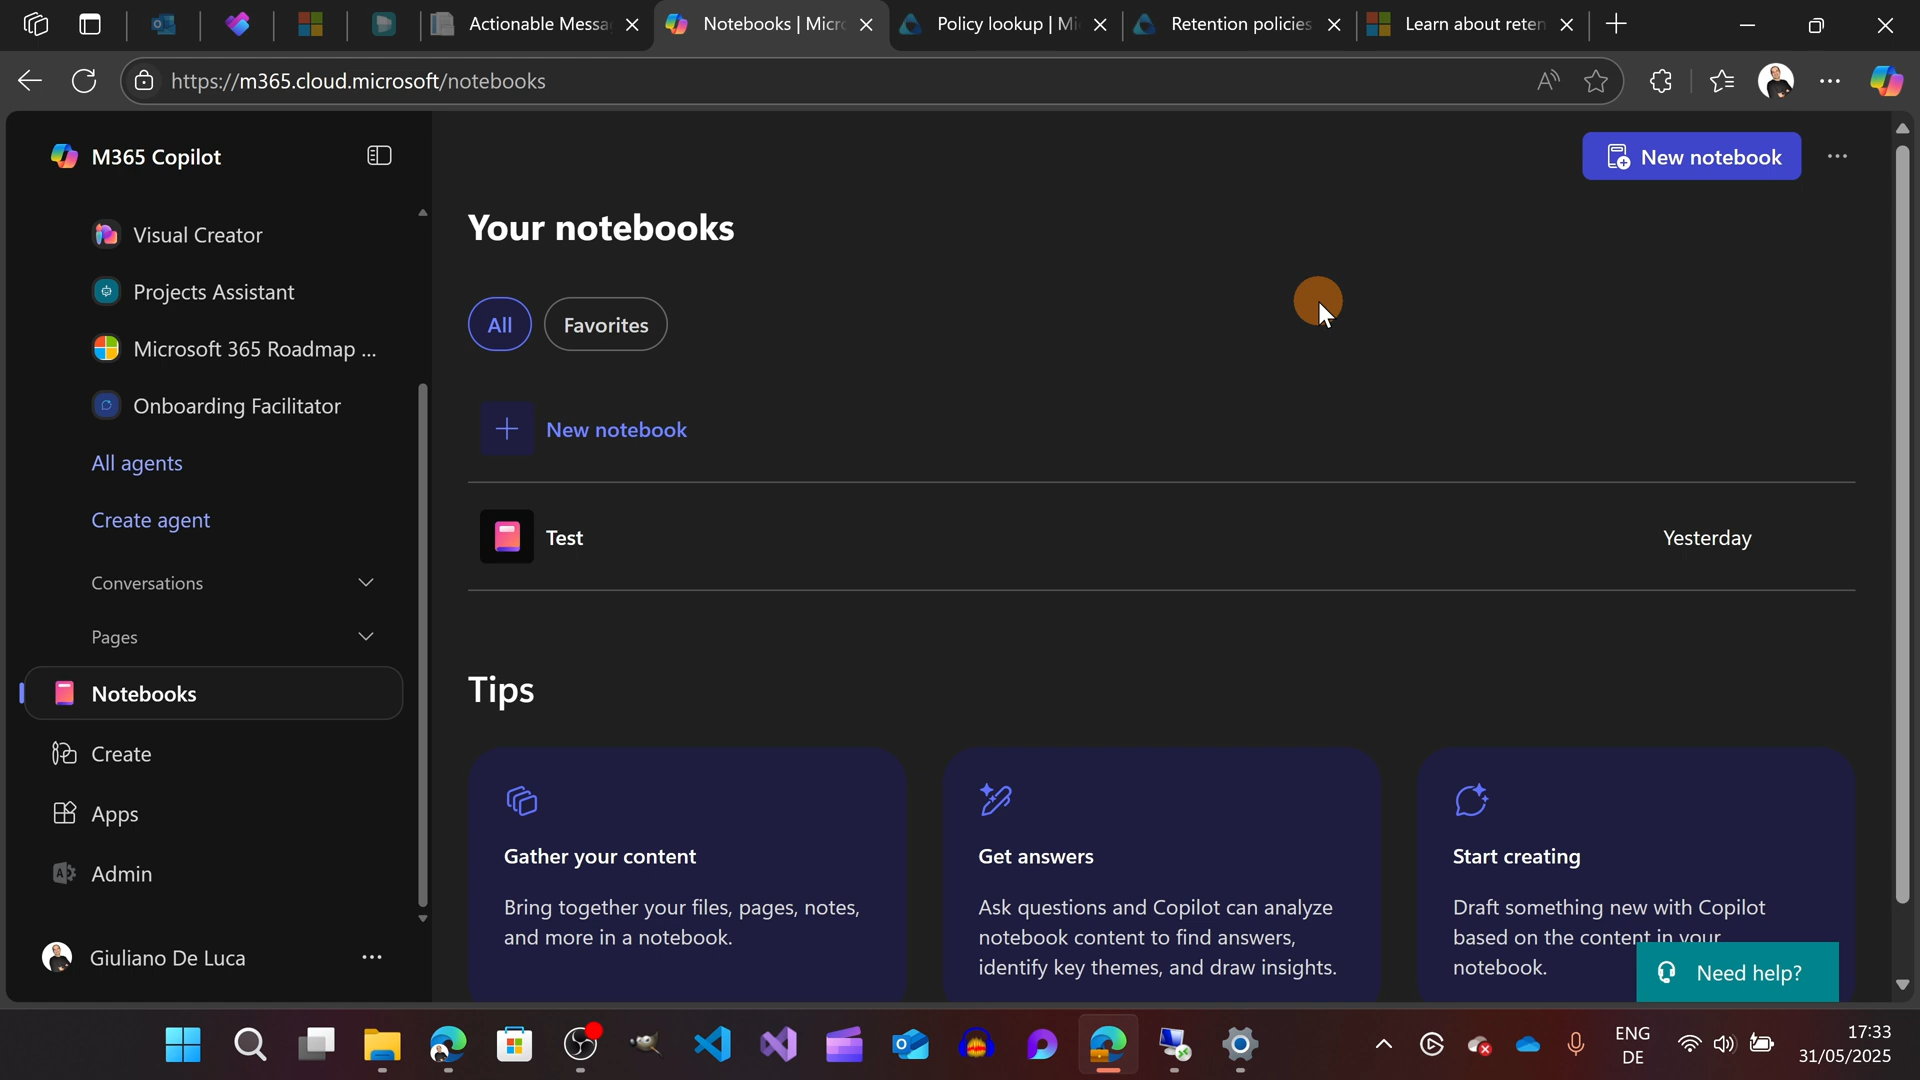 Actionable Messa
Notebooks | Micr
Policy lookup | Mi
Retention policies
Learn about reten
https://m365.cloud.microsoft/notebooks
M365 Copilot
Visual Creator
Projects Assistant
Microsoft 365 Roadmap ...
Onboarding Facilitator
All agents
Create agent
Conversations
Pages
Notebooks
Create
Apps
Admin
Giuliano De Luca
New notebook
Your notebooks
All
Favorites
New notebook
Test
Yesterday
Tips
Gather your content
Bring together your files, pages, notes,
and more in a notebook.
Get answers
Ask questions and Copilot can analyze
notebook content to find answers,
identify key themes, and draw insights.
Start creating
Draft something new with Copilot
based on the content in your
notebook.
Need help?
ENG
DE
17:33
31/05/2025